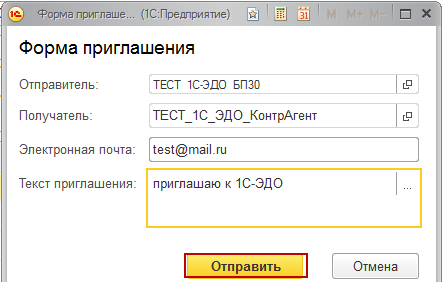 Форма приглаше... (1С:Предприятие) M M+ M-
Форма приглашения
Отправитель: ТЕСТ 1С-ЭДО БП30
Получатель: ТЕСТ_1С_ЭДО_КонтрАгент
Электронная почта: test@mail.ru
Текст приглашения: приглашаю к 1С-ЭДО ...
Отправить Отмена